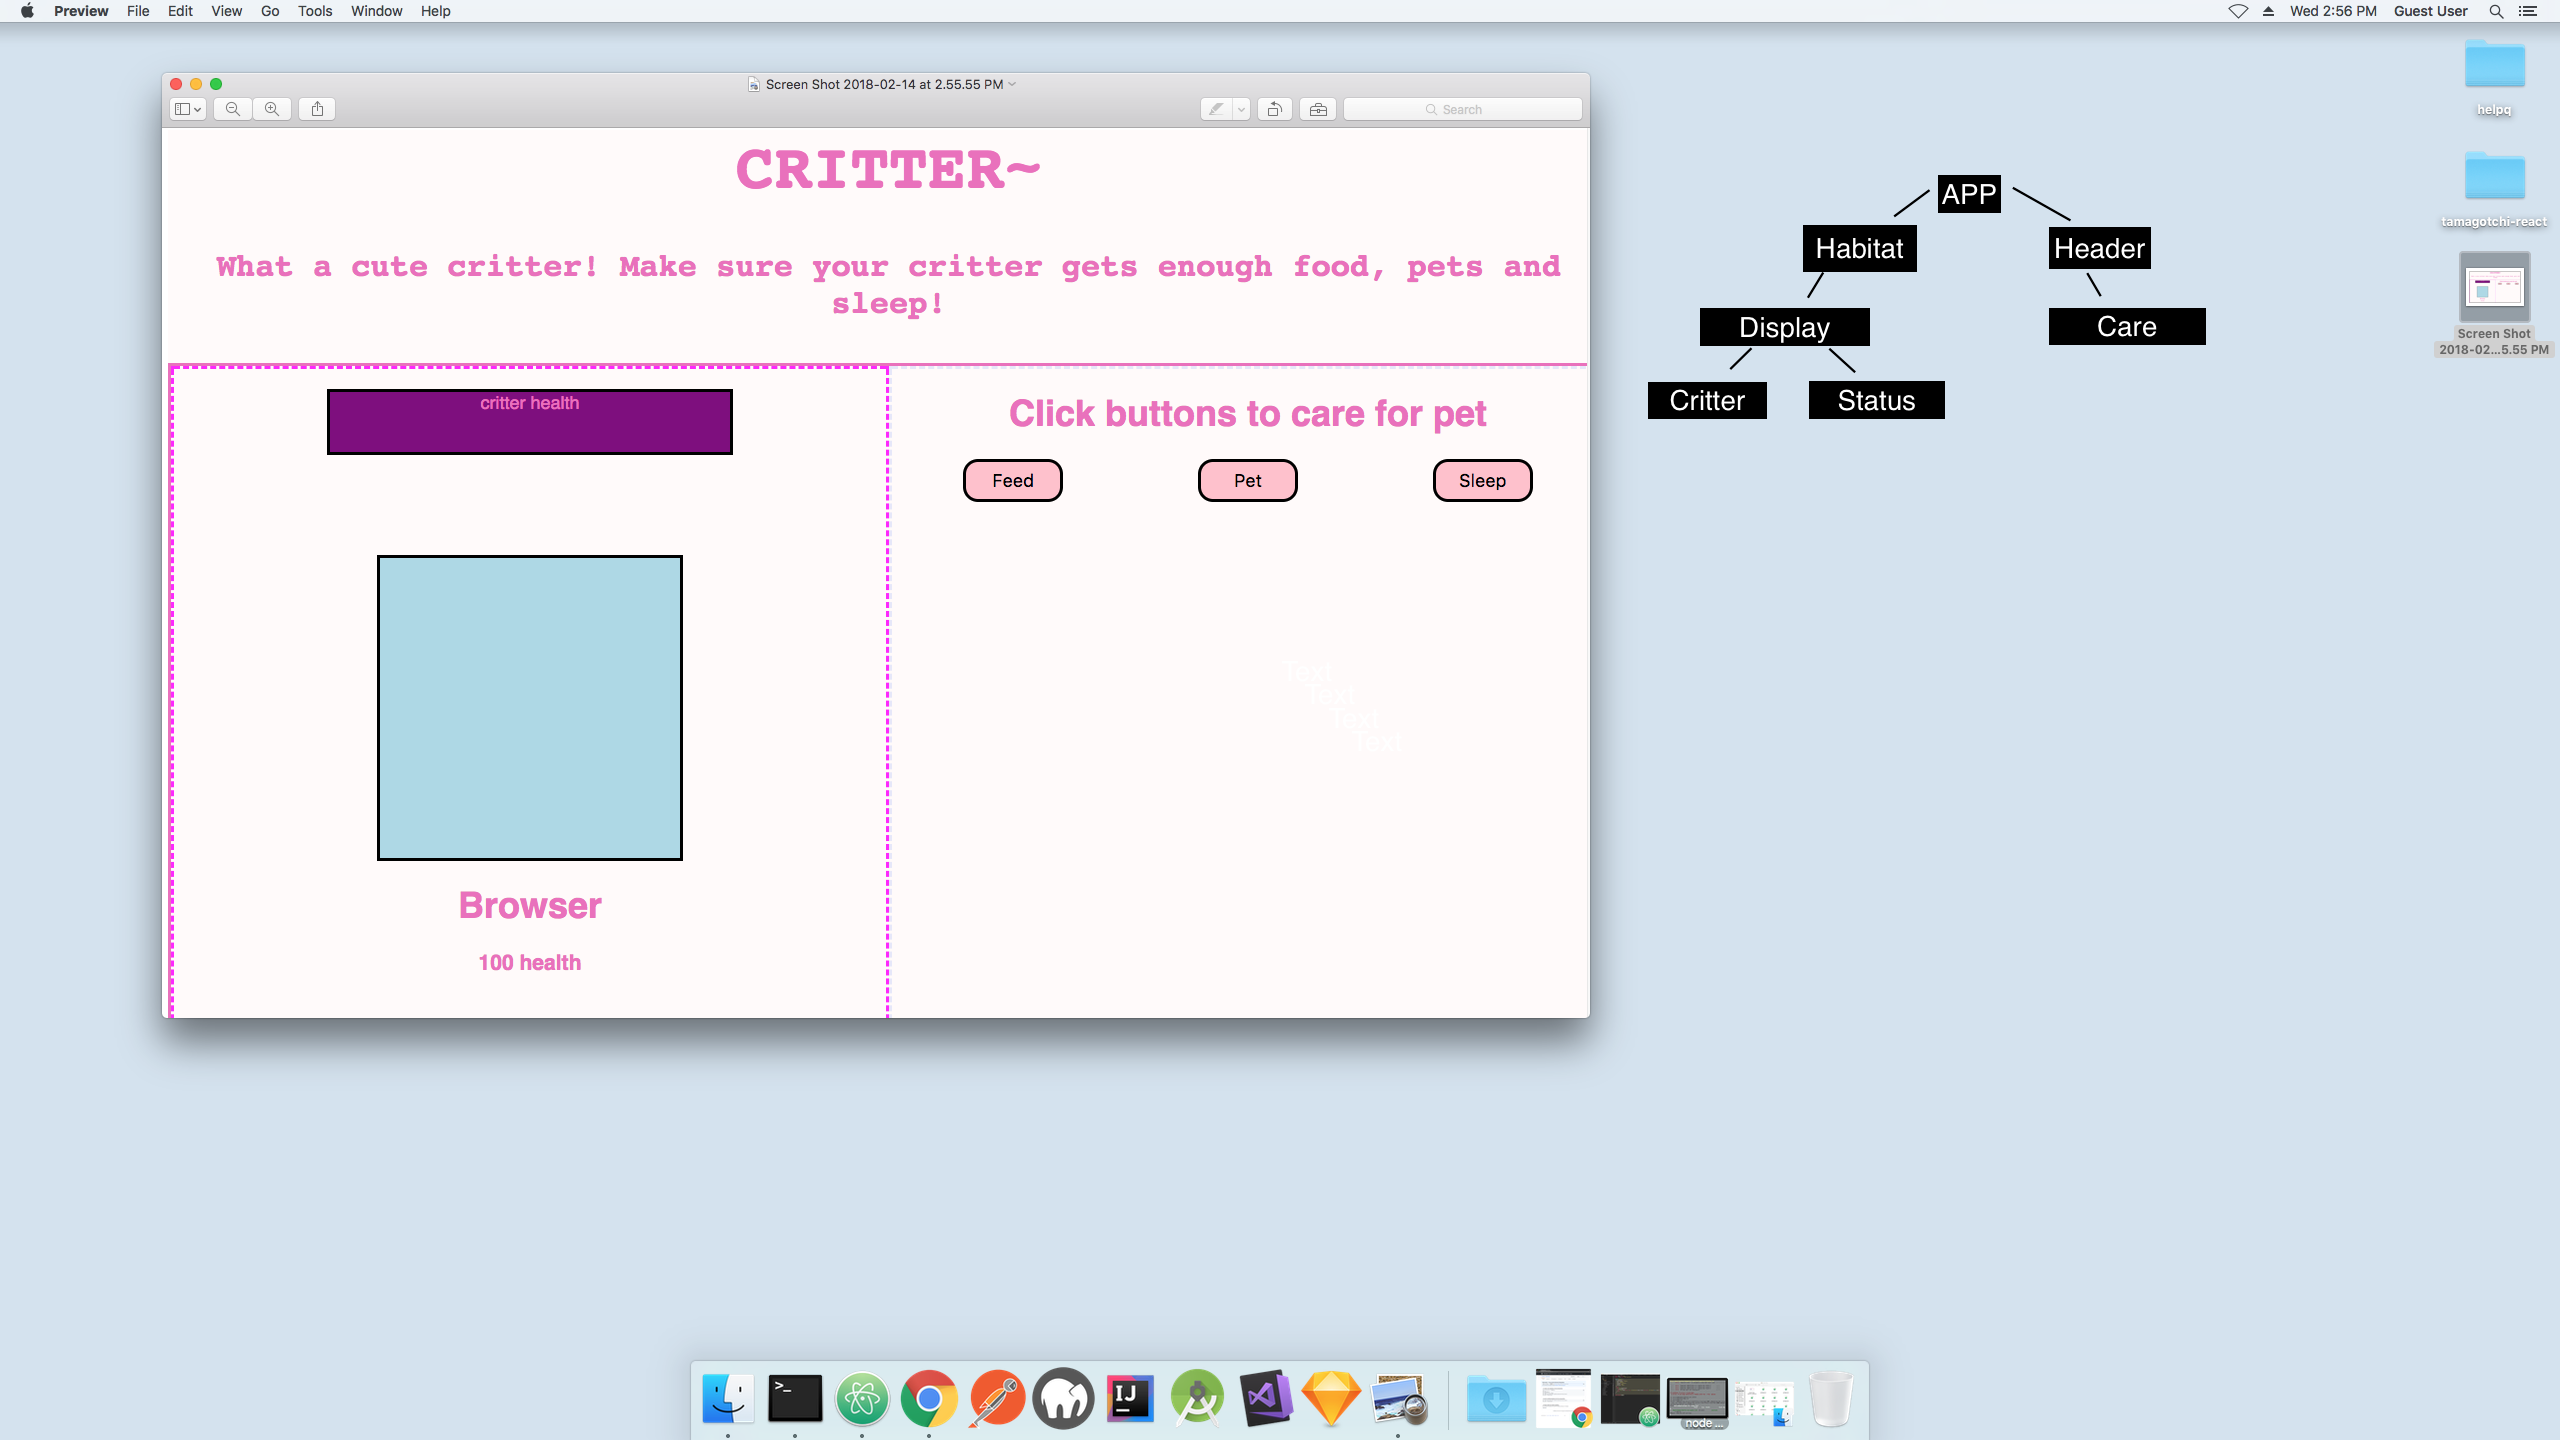 Preview File Edit View Go Tools Window Help
Wed 2:56 PM Guest User
Screen Shot 2018-02-14 at 2.55.55 PM
Search
CRITTER~
What a cute critter! Make sure your critter gets enough food, pets and
sleep!
critter health
Click buttons to care for pet
Feed Pet Sleep
Text
Text
Text
Text
Browser
100 health
APP
Habitat Header
Display Care
Critter Status
helpq
tamagotchi-react
Screen Shot
2018-02...5.55 PM
>_
IJ
node ...